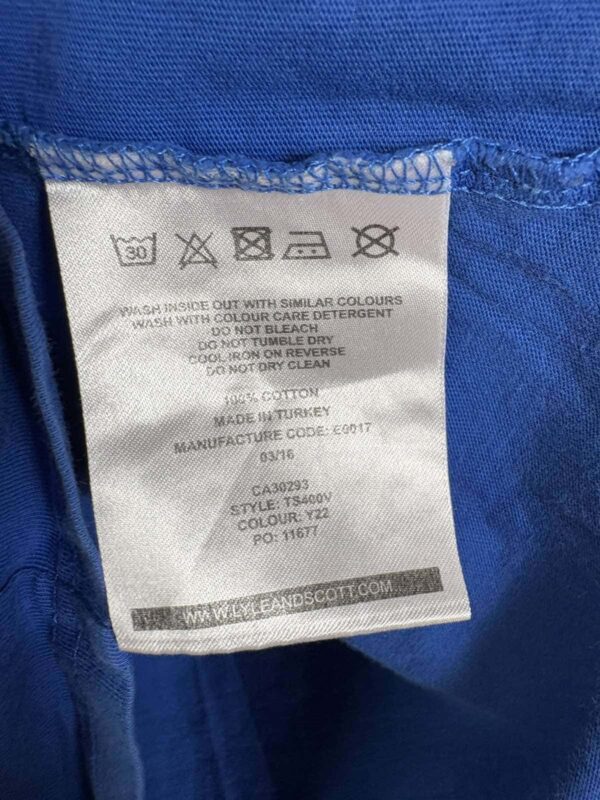 30
WASH INSIDE OUT WITH SIMILAR COLOURS
WASH WITH COLOUR CARE DETERGENT
DO NOT BLEACH
DO NOT TUMBLE DRY
COOL IRON ON REVERSE
DO NOT DRY CLEAN
100% COTTON
MADE IN TURKEY
MANUFACTURE CODE: E0017
03/16
CA30293
STYLE: TS400V
COLOUR: Y22
PO: 11677
WWW.LYLEANDSCOTT.COM